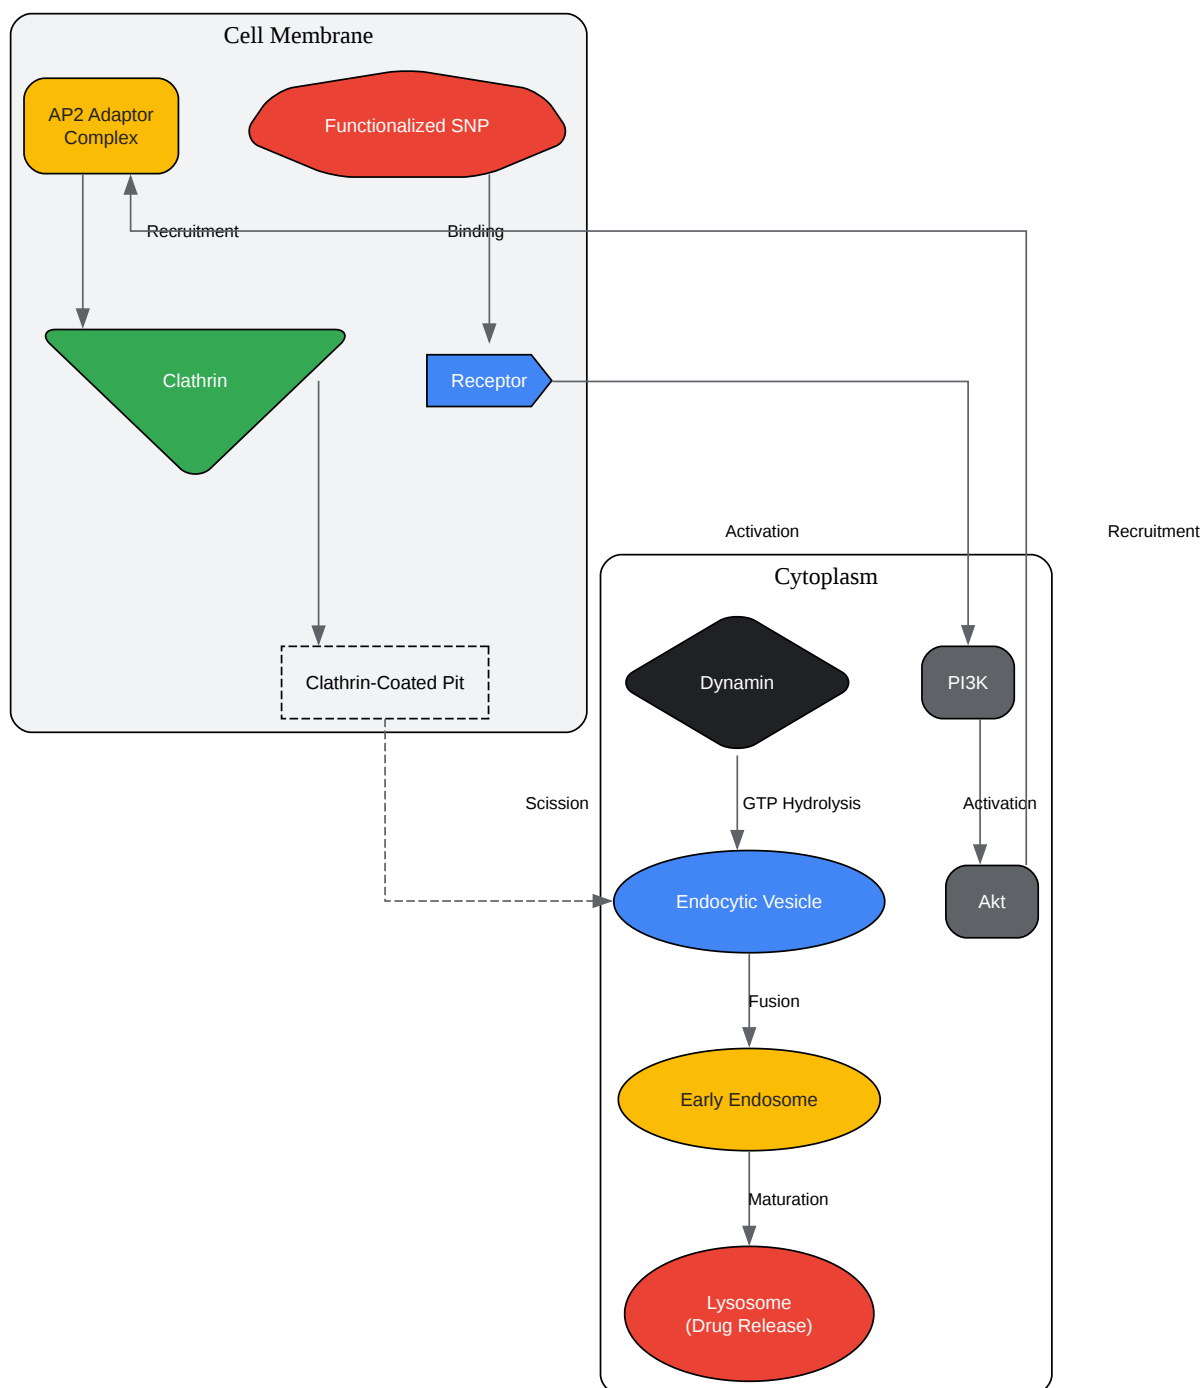 Cell Membrane
AP2 Adaptor
Complex
Functionalized SNP
Recruitment
Binding
Clathrin
Receptor
Activation
Recruitment
Cytoplasm
Clathrin-Coated Pit
Dynamin
PI3K
Scission
GTP Hydrolysis
Activation
Endocytic Vesicle
Akt
Fusion
Early Endosome
Maturation
Lysosome
(Drug Release)